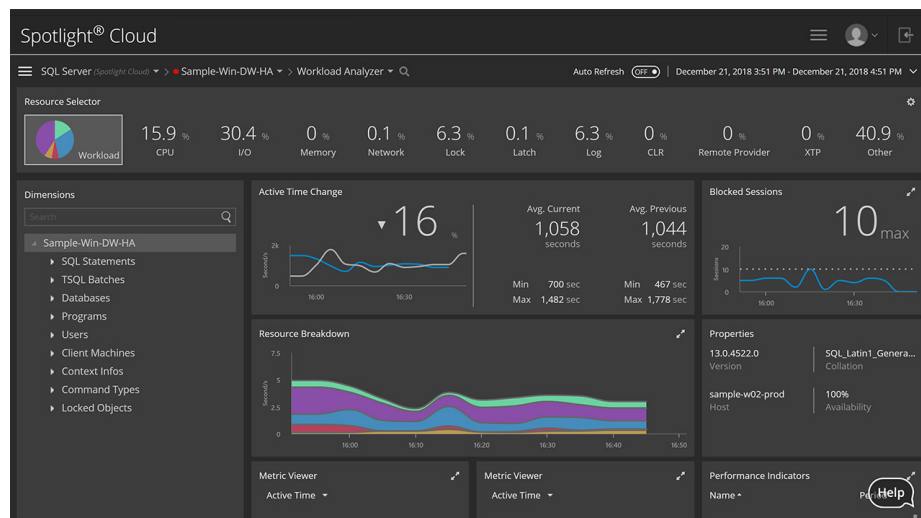 Spotlight® Cloud
SQL Server (Spotlight Cloud) > Sample-Win-DW-HA > Workload Analyzer
Auto Refresh OFF December 21, 2018 3:51 PM - December 21, 2018 4:51 PM
Resource Selector
Workload
15.9 % 30.4 % 0 % 0.1 % 6.3 % 0.1 % 6.3 % 0 % 0 % 0 % 40.9 %
CPU I/O Memory Network Lock Latch Log CLR Remote Provider XTP Other
Dimensions
Search
Sample-Win-DW-HA
SQL Statements
TSQL Batches
Databases
Programs
Users
Client Machines
Context Infos
Command Types
Locked Objects
Active Time Change
16 %
2k
Second/s
0
16:00 16:30
Avg. Current Avg. Previous
1,058 1,044
seconds seconds
Min 700 sec Min 467 sec
Max 1,482 sec Max 1,778 sec
Blocked Sessions
10 max
20
10
0
Sessions
16:00 16:30
Resource Breakdown
7.5
5
2.5
0
Second/s
16:00 16:10 16:20 16:30 16:40 16:50
Properties
13.0.4522.0 SQL_Latin1_Genera...
Version Collation
sample-w02-prod 100%
Host Availability
Metric Viewer
Active Time
Metric Viewer
Active Time
Performance Indicators
Name
Help